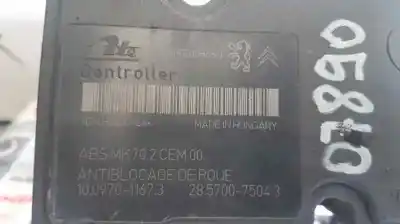 ate
Controller
MADE IN HUNGARY
ABS MK70 2 CEM 00
ANTIBLOCAGE DE ROUE
10.0970-1167.3 28.5700-7504.3
07890